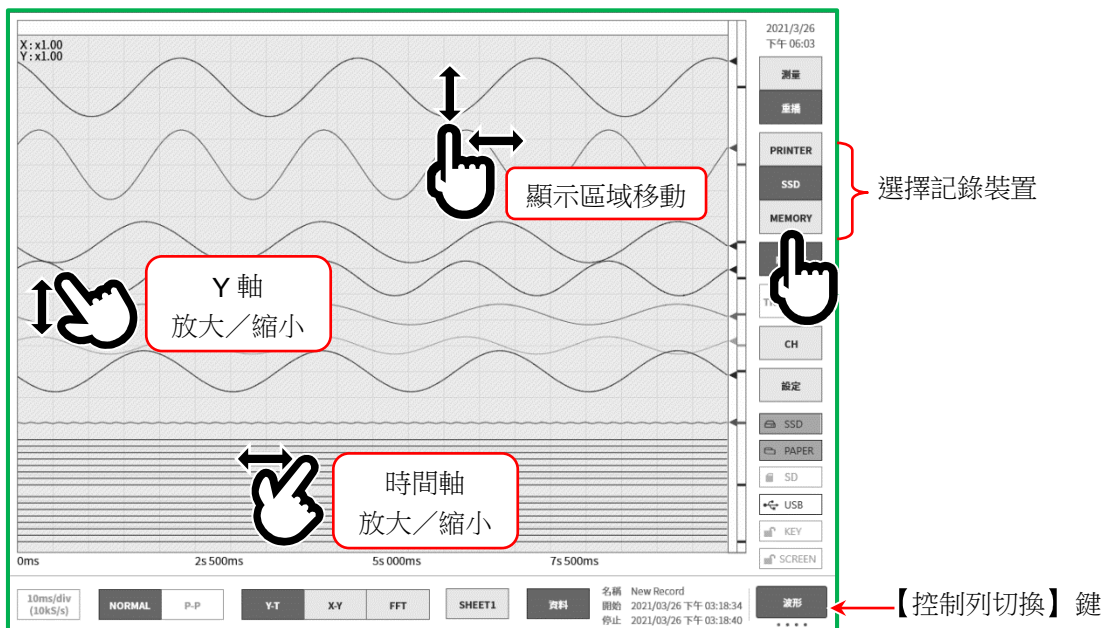 X: x1.00
Y: x1.00
2021/3/26
下午 06:03
測量
重播
PRINTER
SSD
MEMORY
選擇記錄裝置
顯示區域移動
Y 軸
放大／縮小
CH
設定
SSD
PAPER
SD
USB
KEY
SCREEN
時間軸
放大／縮小
0ms
2s 500ms
5s 000ms
7s 500ms
10ms/div
(10kS/s)
NORMAL
P-P
Y-T
X-Y
FFT
SHEET1
資料
名稱 New Record
開始 2021/03/26 下午 03:18:34
停止 2021/03/26 下午 03:18:40
波形
【控制列切換】鍵